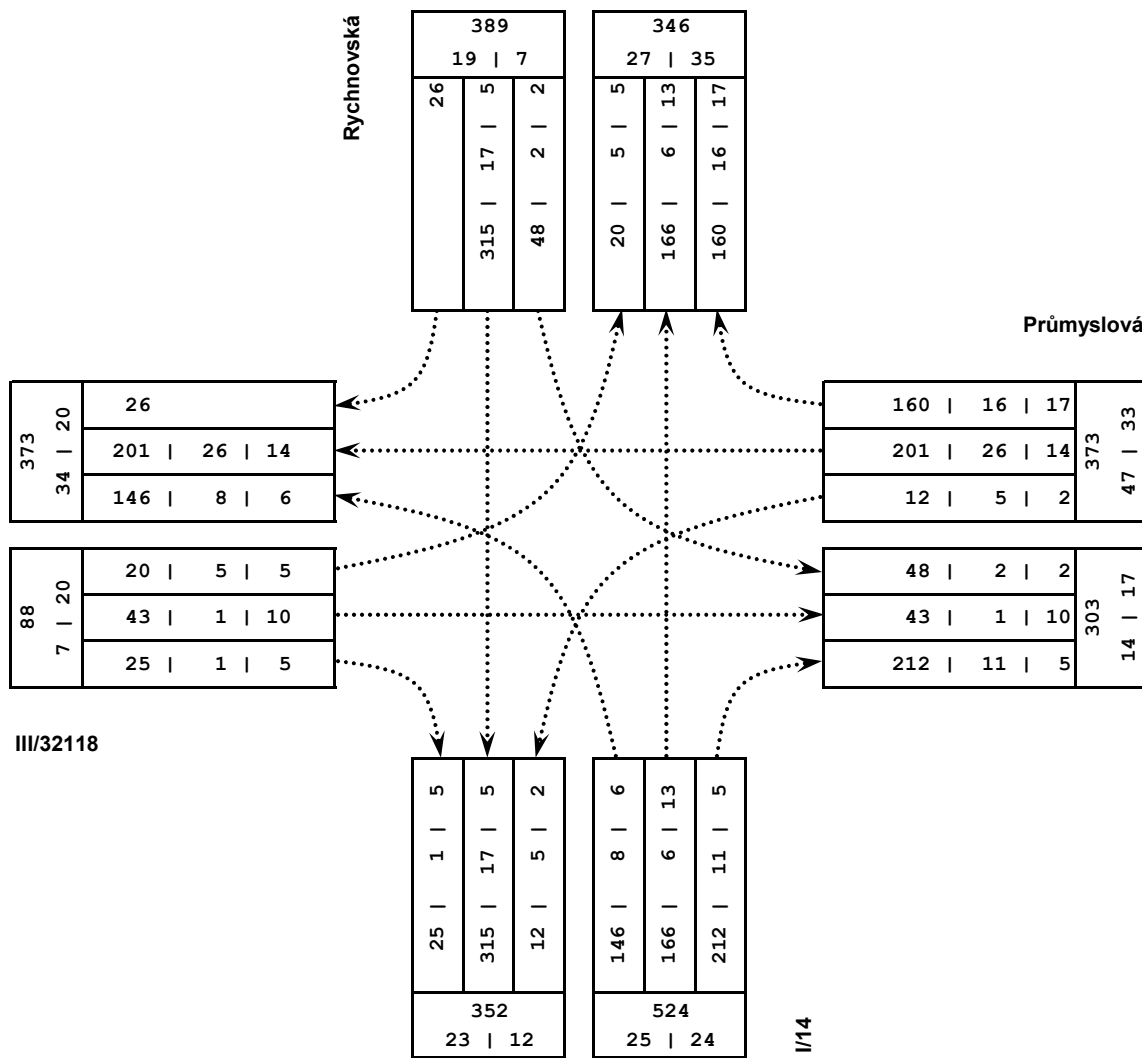 Rychnovská
389
19 | 7
26
315 | 17 | 5
48 | 2 | 2
346
27 | 35
20 | 5 | 5
166 | 6 | 13
160 | 16 | 17
Průmyslová
373
34 | 20
26
201 | 26 | 14
146 | 8 | 6
160 | 16 | 17
201 | 26 | 14
12 | 5 | 2
373
47 | 33
88
7 | 20
20 | 5 | 5
43 | 1 | 10
25 | 1 | 5
48 | 2 | 2
43 | 1 | 10
212 | 11 | 5
303
14 | 17
III/32118
25 | 1 | 5
315 | 17 | 5
12 | 5 | 2
352
23 | 12
146 | 8 | 6
166 | 6 | 13
212 | 11 | 5
524
25 | 24
I/14